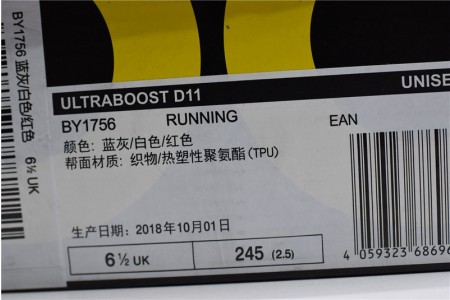 BY1756 蓝灰/白色/红色 6½ UK
ULTRABOOST D11
UNISE
BY1756 RUNNING EAN
颜色: 蓝灰/白色/红色
帮面材质: 织物/热塑性聚氨酯(TPU)
生产日期: 2018年10月01日
6½ UK 245 (2.5)
4 059323 68696